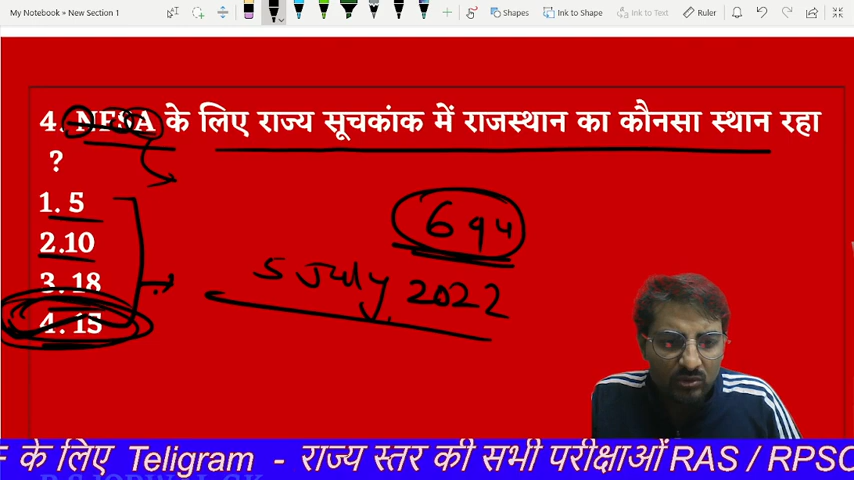 My Notebook » New Section 1
Shapes Ink to Shape Ink to Text Ruler
4. NFSA के लिए राज्य सूचकांक में राजस्थान का कौनसा स्थान रहा
?
1. 5
2.10
3.18
4. 15
694
5 July 2022
के लिए Teligram - राज्य स्तर की सभी परीक्षाओं RAS / RPSC